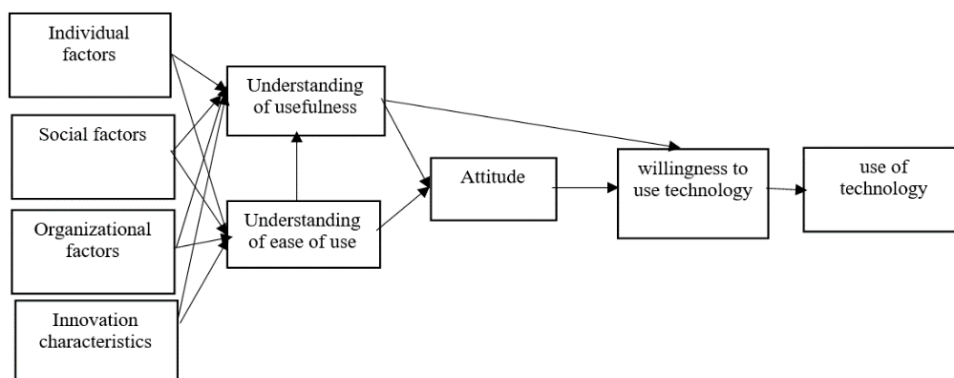 Individual
factors
Social factors
Organizational
factors
Innovation
characteristics
Understanding
of usefulness
Understanding
of ease of use
Attitude
willingness to
use technology
use of
technology